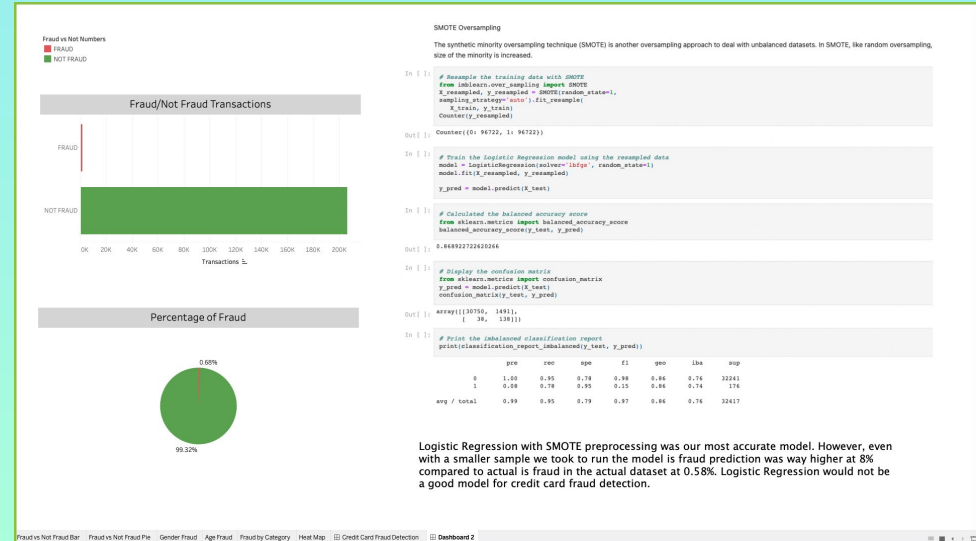 Fraud vs Not Numbers
FRAUD
NOT FRAUD
Fraud/Not Fraud Transactions
FRAUD
NOT FRAUD
0K 20K 40K 60K 80K 100K 120K 140K 160K 180K 200K
Transactions
Percentage of Fraud
0.68%
99.32%
SMOTE Oversampling
The synthetic minority oversampling technique (SMOTE) is another oversampling approach to deal with unbalanced datasets. In SMOTE, like random oversampling,
size of the minority is increased.
In [ ]: # Resample the training data with SMOTE
from imblearn.over_sampling import SMOTE
X_resampled, y_resampled = SMOTE(random_state=1,
sampling_strategy='auto').fit_resample(
X_train, y_train)
Counter(y_resampled)
Out[ ]: Counter({0: 96722, 1: 96722})
In [ ]: # Train the Logistic Regression model using the resampled data
model = LogisticRegression(solver='lbfgs', random_state=1)
model.fit(X_resampled, y_resampled)
y_pred = model.predict(X_test)
In [ ]: # Calculated the balanced accuracy score
from sklearn.metrics import balanced_accuracy_score
balanced_accuracy_score(y_test, y_pred)
Out[ ]: 0.868922722620266
In [ ]: # Display the confusion matrix
from sklearn.metrics import confusion_matrix
y_pred = model.predict(X_test)
confusion_matrix(y_test, y_pred)
Out[ ]: array([[30750, 1491],
[ 38, 138]])
In [ ]: # Print the imbalanced classification report
print(classification_report_imbalanced(y_test, y_pred))
pre rec spe f1 geo iba sup
0 1.00 0.95 0.78 0.98 0.86 0.76 32241
1 0.08 0.78 0.95 0.15 0.86 0.74 176
avg / total 0.99 0.95 0.79 0.97 0.86 0.76 32417
Logistic Regression with SMOTE preprocessing was our most accurate model. However, even
with a smaller sample we took to run the model is fraud prediction was way higher at 8%
compared to actual is fraud in the actual dataset at 0.58%. Logistic Regression would not be
a good model for credit card fraud detection.
Fraud vs Not Fraud Bar Fraud vs Not Fraud Pie Gender Fraud Age Fraud Fraud by Category Heat Map Credit Card Fraud Detection Dashboard 2